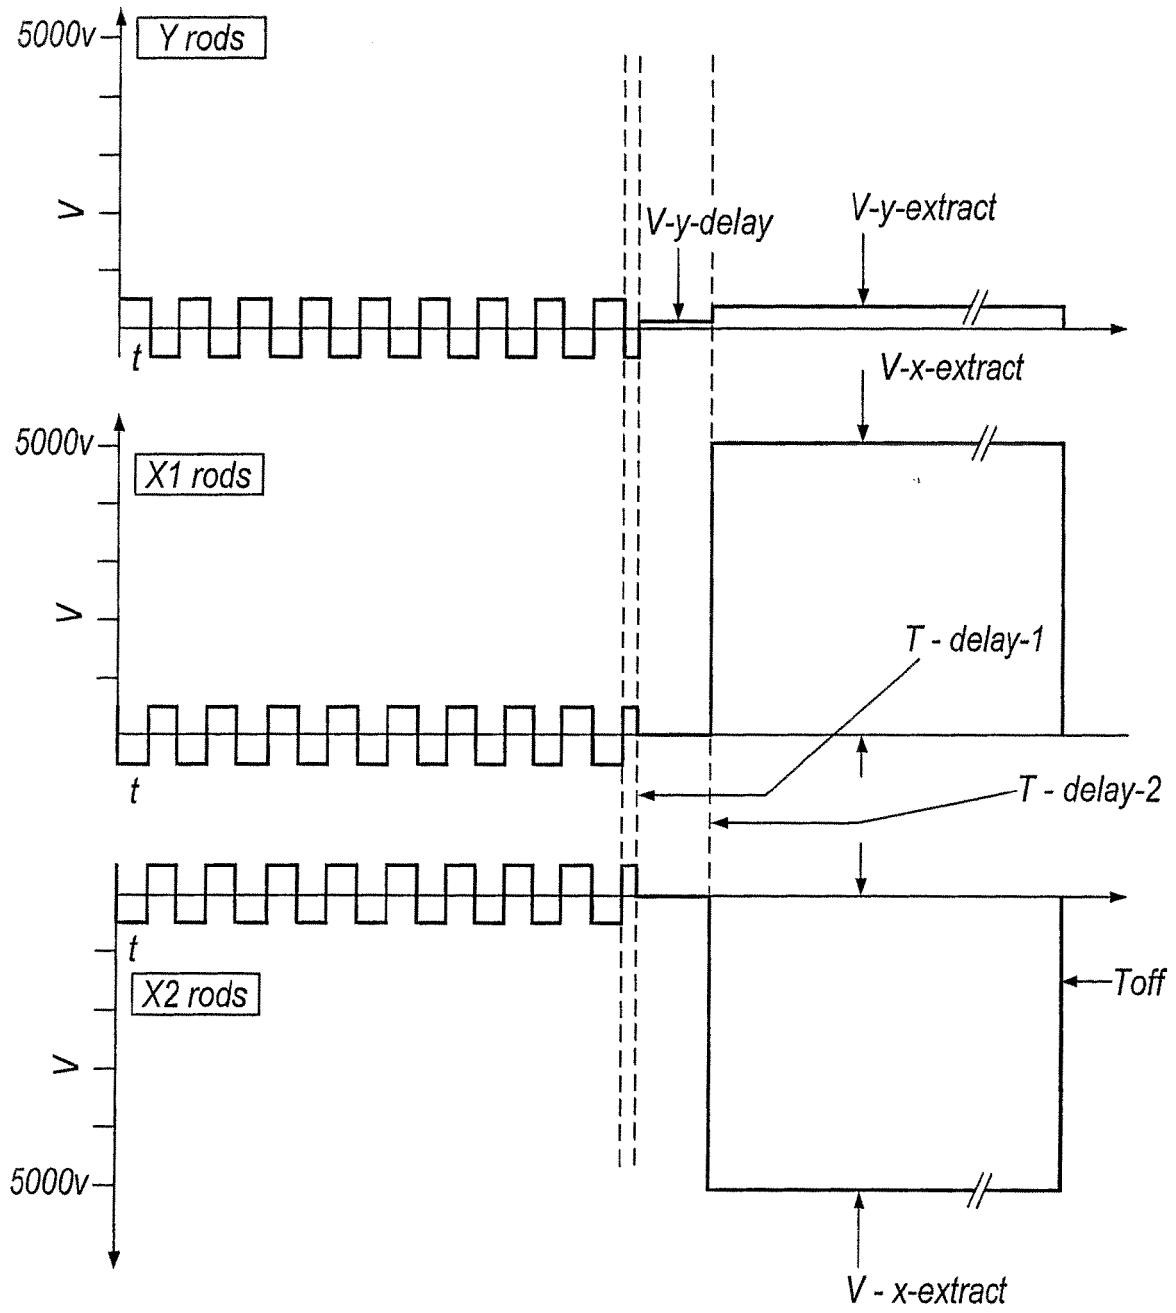 5000v
Y rods
V
V-y-delay
V-y-extract
t
V-x-extract
5000v
X1 rods
V
T - delay-1
t
T - delay-2
t
X2 rods
Toff
V
5000v
V - x-extract